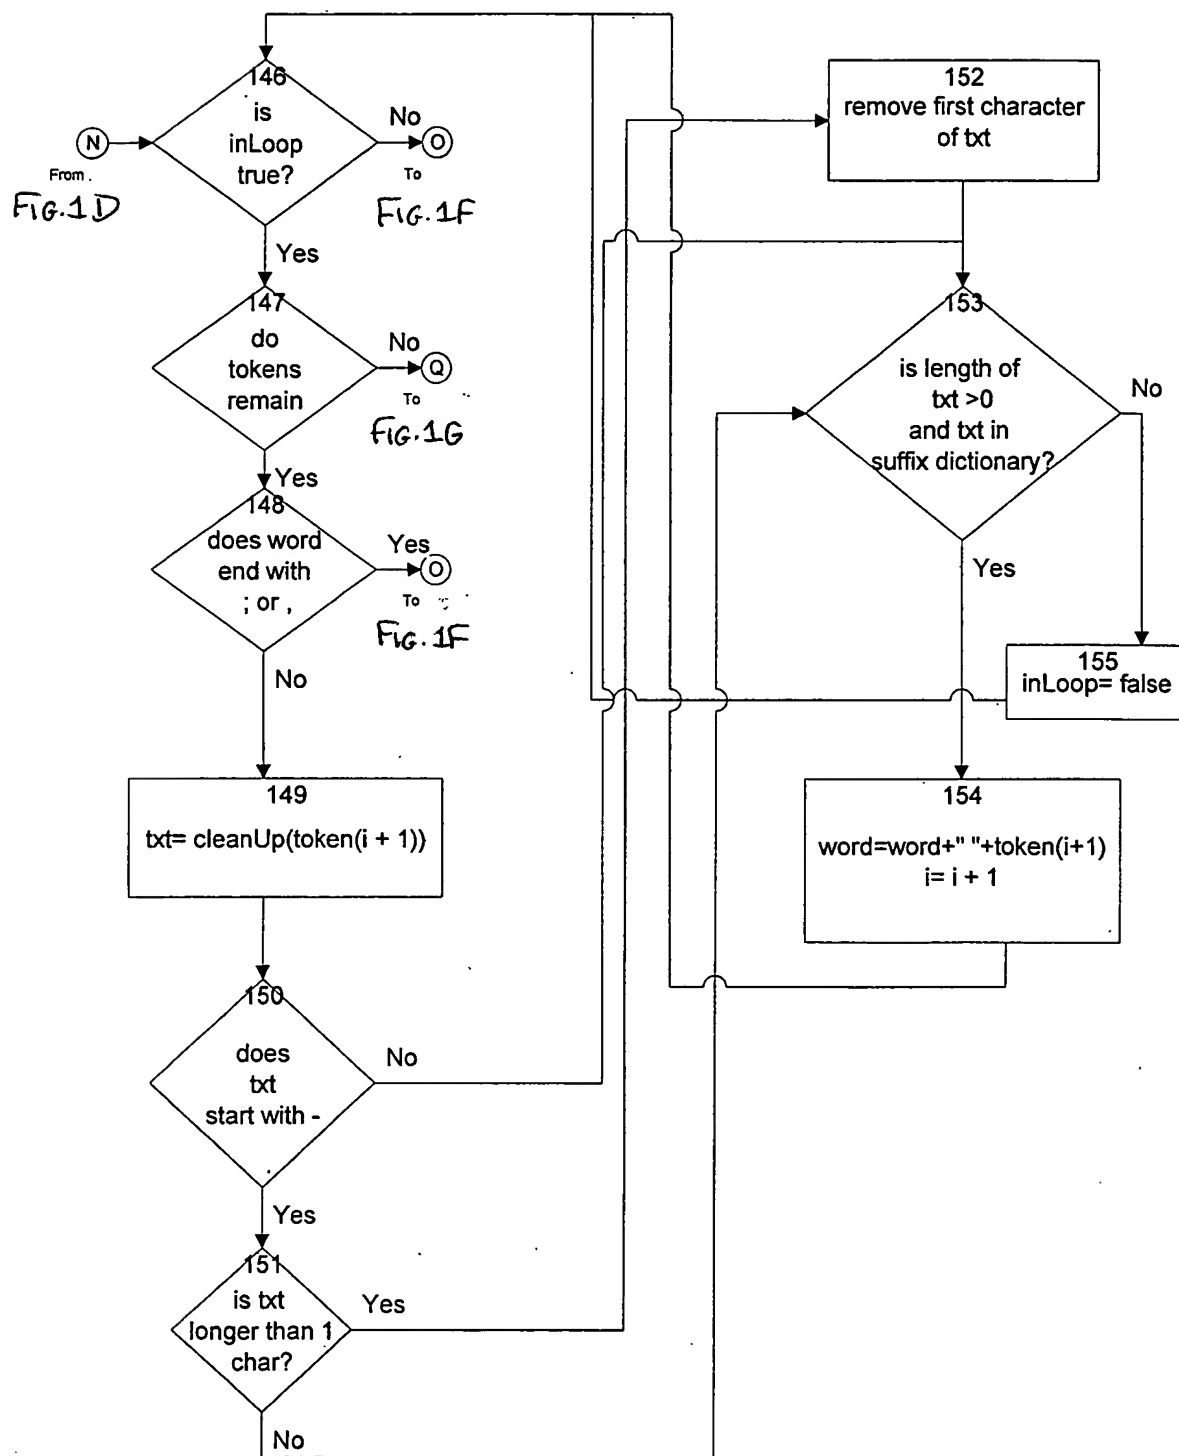 146
is
inLoop
true?
No
N
O
From.
To
FIG.1D
FIG.1F
Yes
147
do
tokens
remain
No
Q
To
FIG.1G
Yes
148
does word
end with
; or ,
Yes
O
To
FIG.1F
No
149
txt= cleanUp(token(i + 1))
150
does
txt
start with -
No
Yes
151
is txt
longer than 1
char?
Yes
No
152
remove first character
of txt
153
is length of
txt >0
and txt in
suffix dictionary?
No
Yes
155
inLoop= false
154
word=word+" "+token(i+1)
i= i + 1